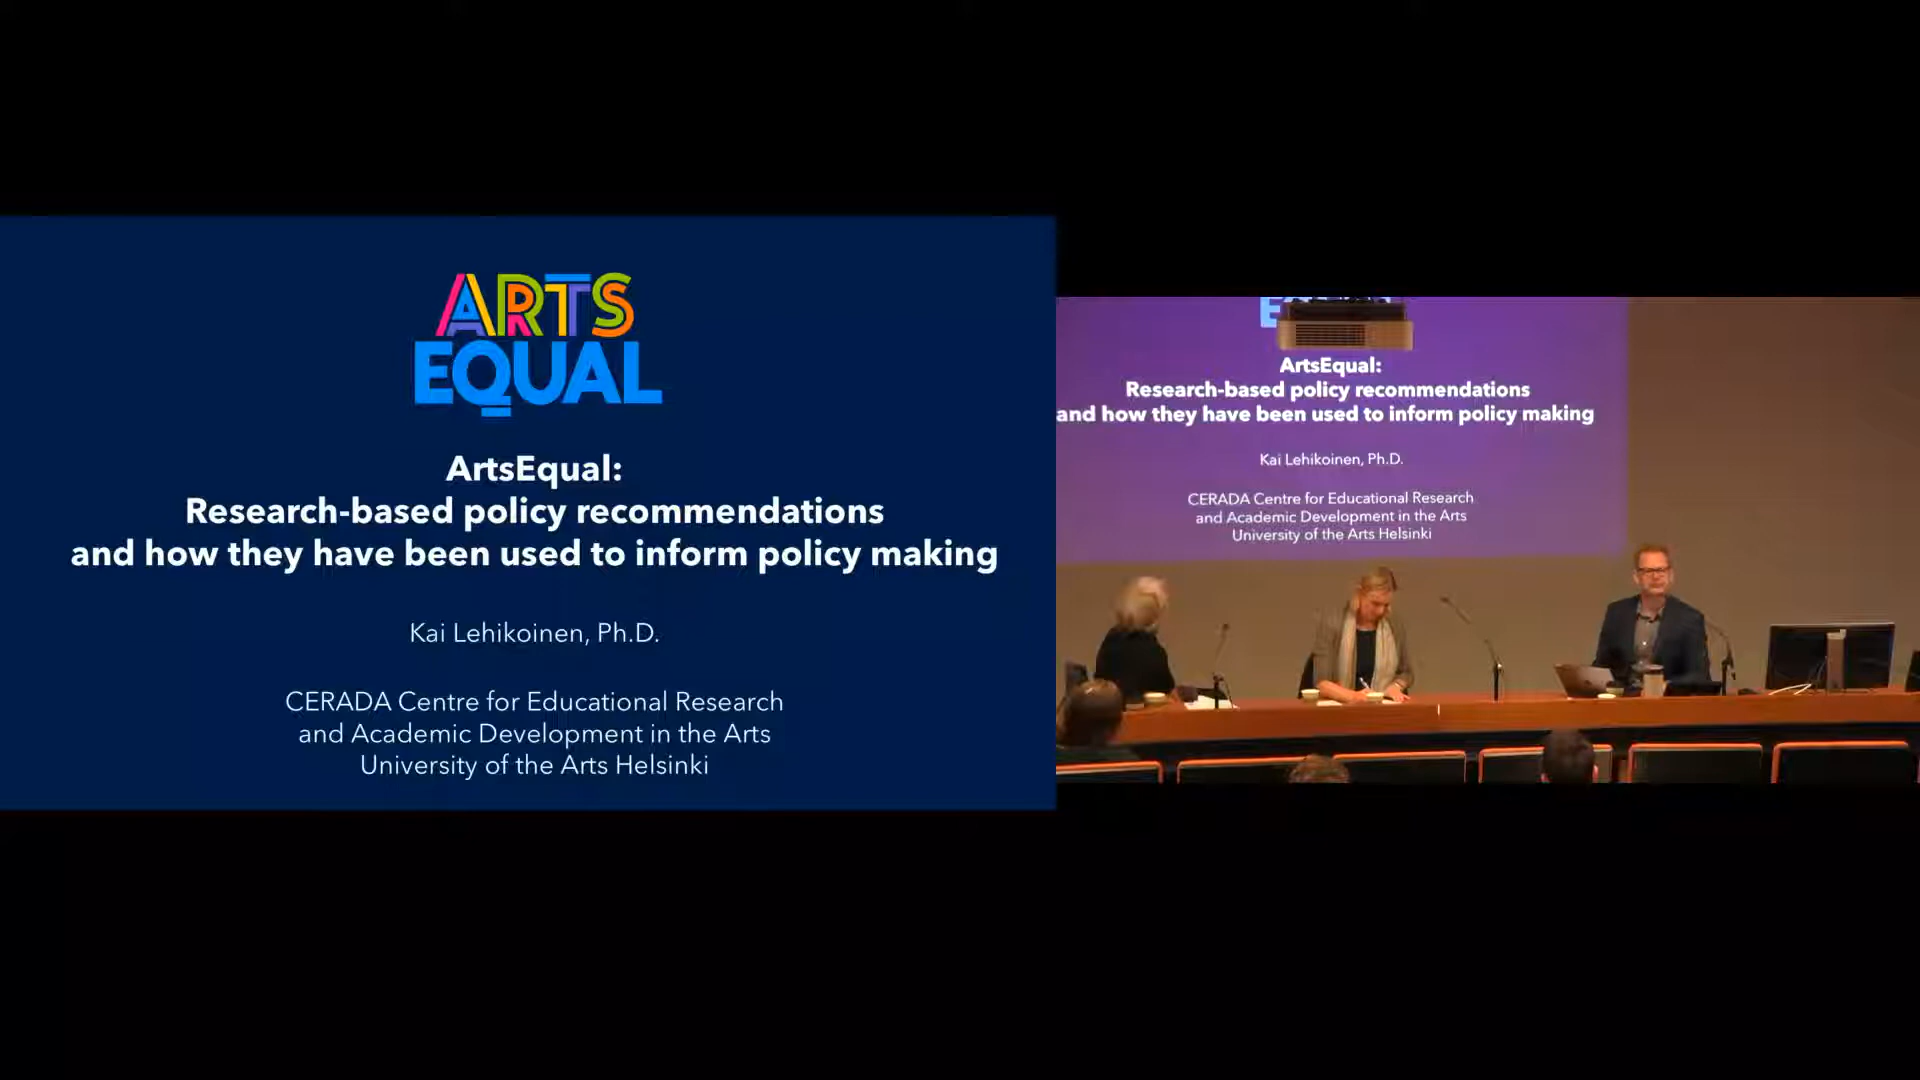 ARTS
EQUAL
ArtsEqual:
Research-based policy recommendations
and how they have been used to inform policy making
Kai Lehikoinen, Ph.D.
CERADA Centre for Educational Research
and Academic Development in the Arts
University of the Arts Helsinki
E
ArtsEqual:
Research-based policy recommendations
and how they have been used to inform policy making
Kai Lehikoinen, Ph.D.
CERADA Centre for Educational Research
and Academic Development in the Arts
University of the Arts Helsinki